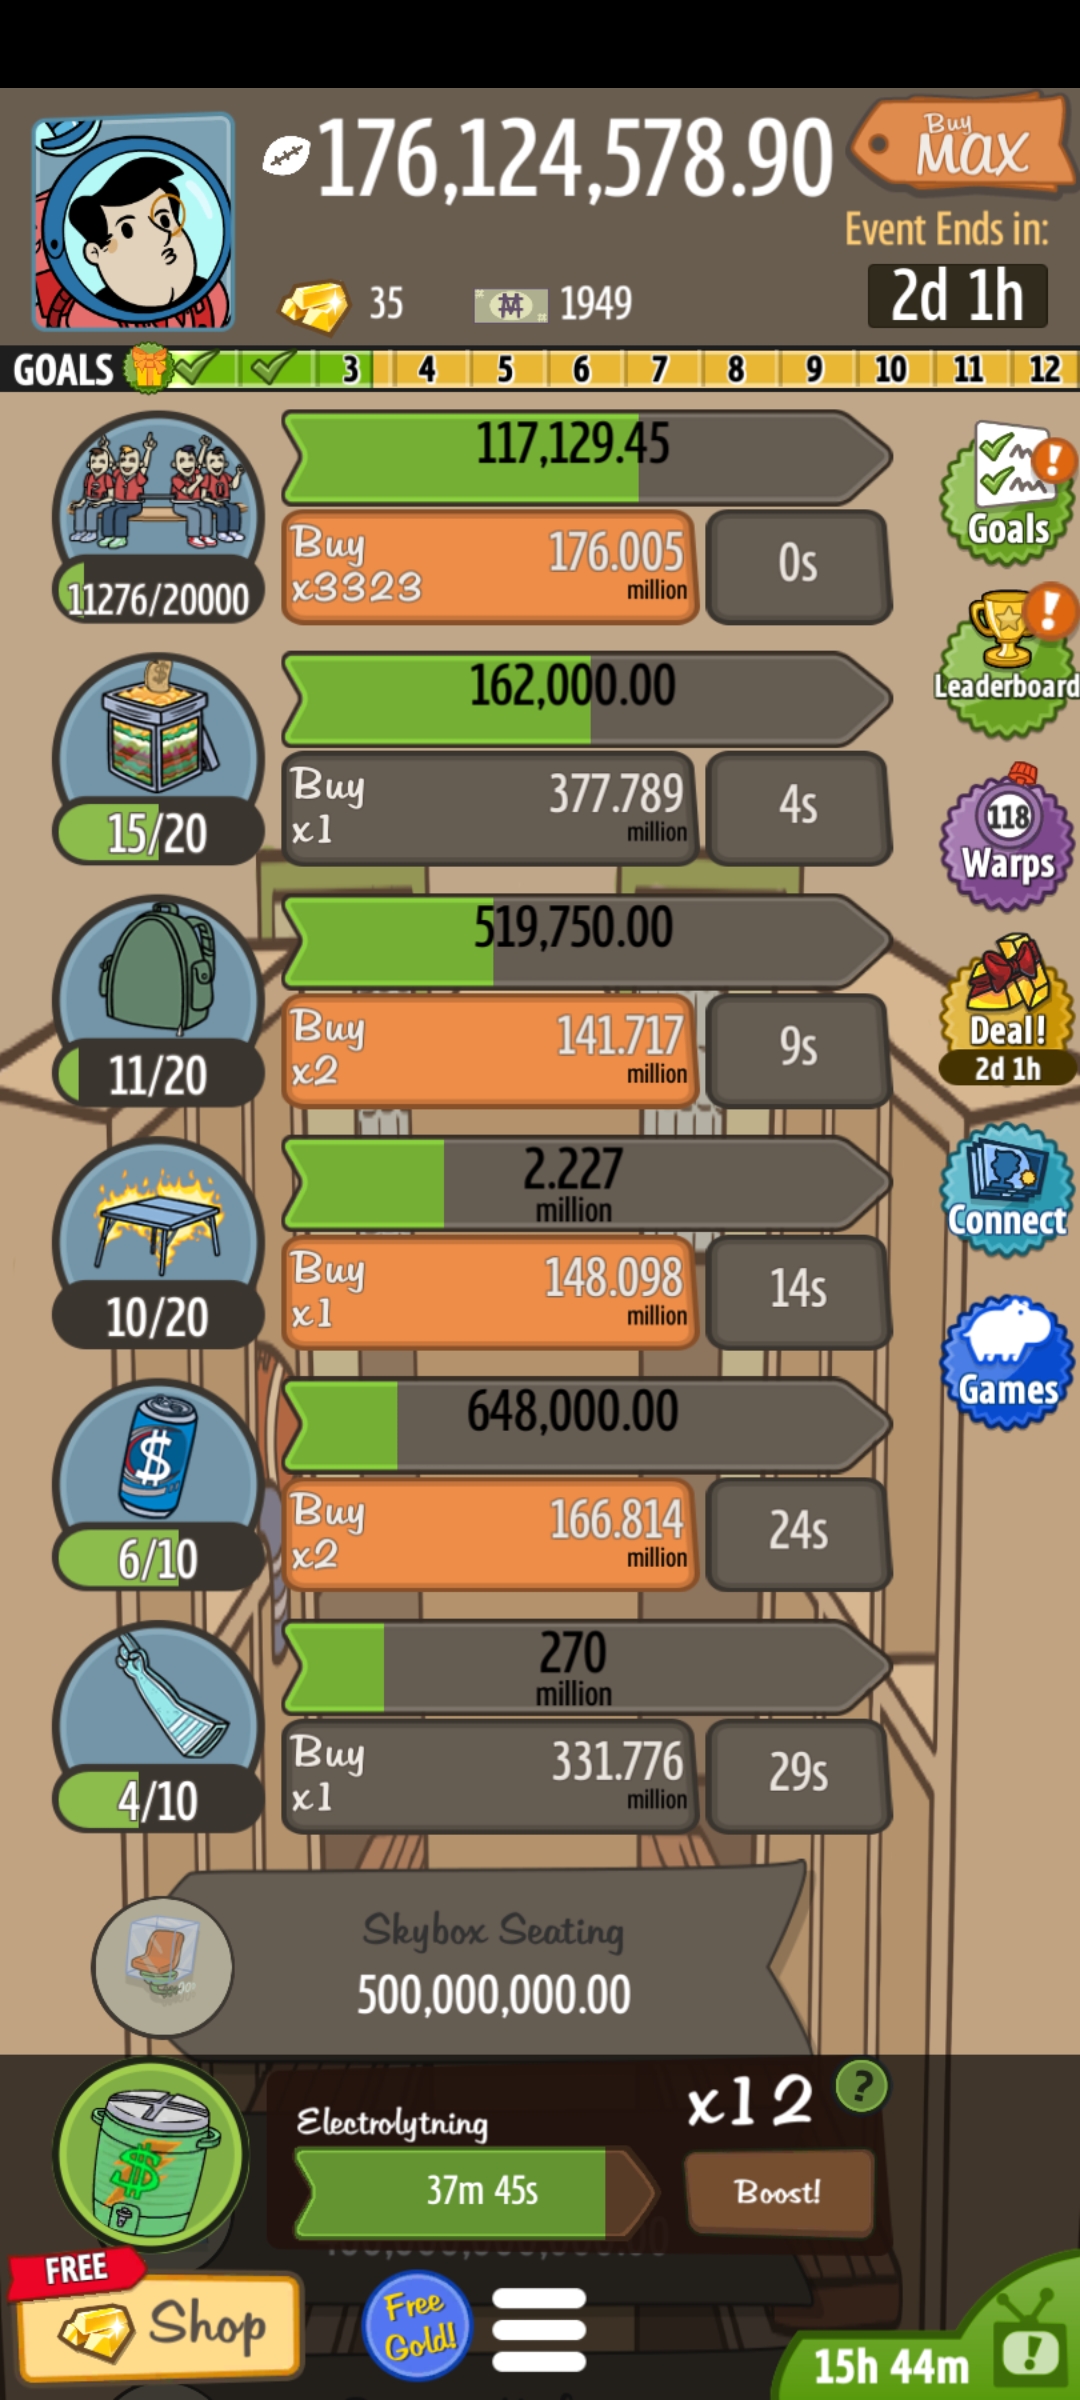 176,124,578.90
Buy
MAX
Event Ends in:
35
1949
2d 1h
GOALS 3 4 5 6 7 8 9 10 11 12
117,129.45
Buy
x3323
176.005
million
0s
11276/20000
Goals
162,000.00
Buy
x1
377.789
million
4s
15/20
Leaderboard
118
Warps
519,750.00
Buy
x2
141.717
million
9s
11/20
Deal!
2d 1h
2.227
million
Buy
x1
148.098
million
14s
10/20
Connect
648,000.00
Buy
x2
166.814
million
24s
6/10
Games
270
million
Buy
x1
331.776
million
29s
4/10
Skybox Seating
500,000,000.00
Electrolytning
x12
?
37m 45s
Boost!
FREE
Shop
Free
Gold!
15h 44m